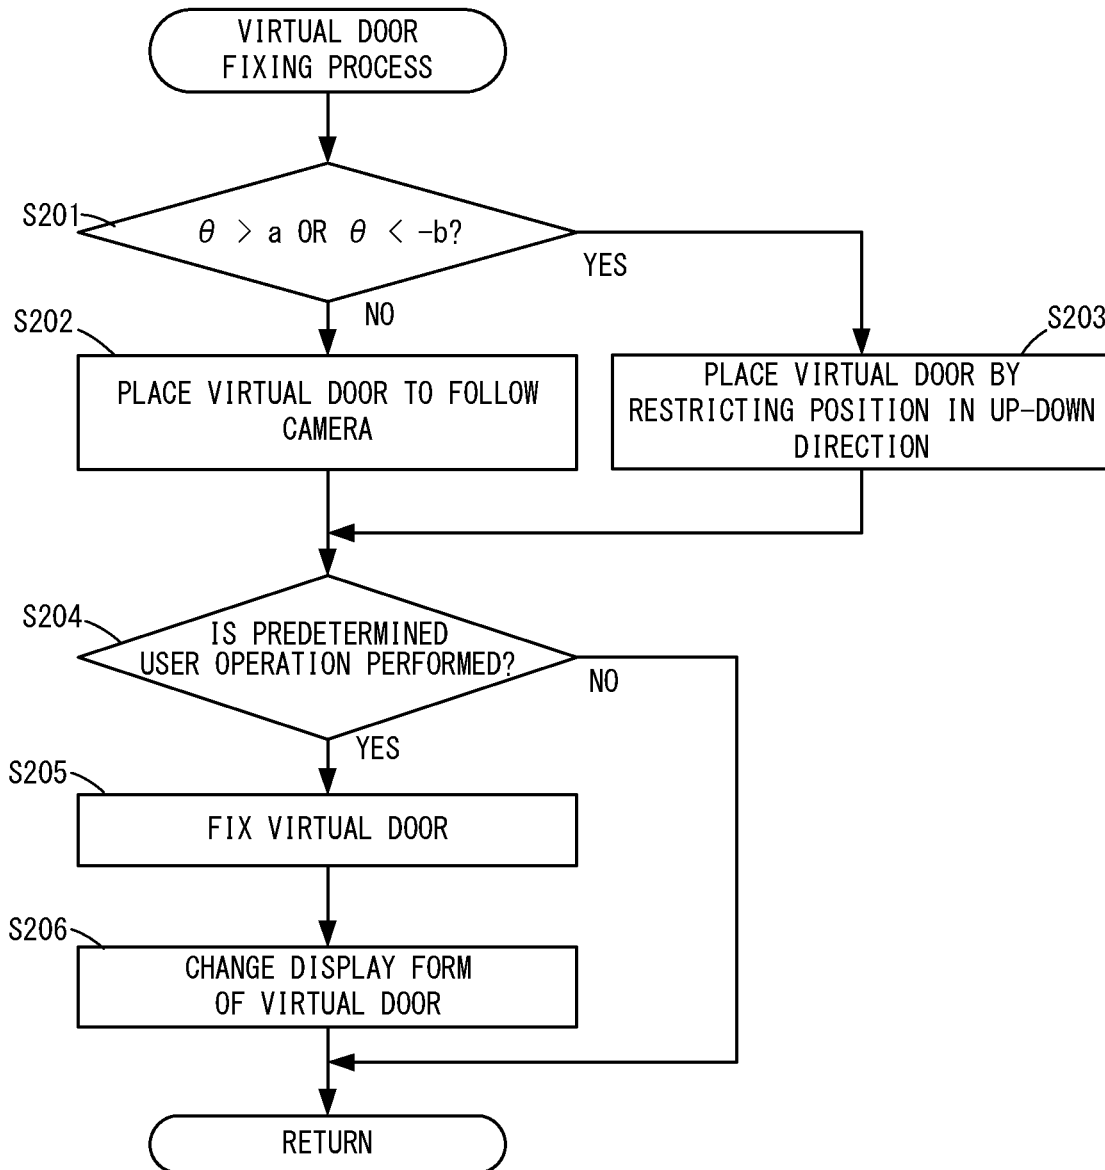 VIRTUAL DOOR
FIXING PROCESS
S201
θ > a OR θ < -b?
YES
NO
S202
PLACE VIRTUAL DOOR TO FOLLOW
CAMERA
S203
PLACE VIRTUAL DOOR BY
RESTRICTING POSITION IN UP-DOWN
DIRECTION
S204
IS PREDETERMINED
USER OPERATION PERFORMED?
NO
YES
S205
FIX VIRTUAL DOOR
S206
CHANGE DISPLAY FORM
OF VIRTUAL DOOR
RETURN